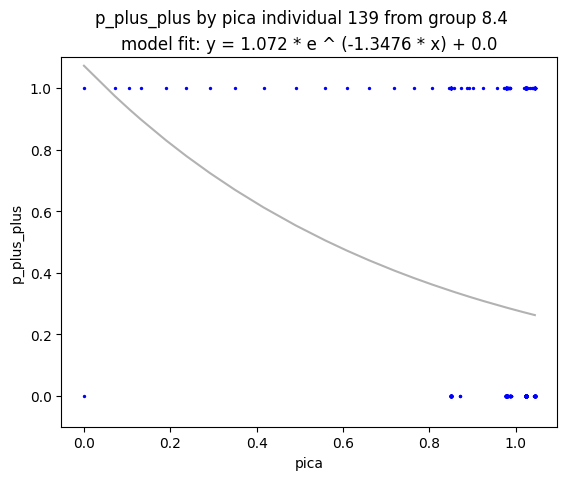 p_plus_plus by pica individual 139 from group 8.4
model fit: y = 1.072 * e ^ (-1.3476 * x) + 0.0
p_plus_plus
1.0
0.8
0.6
0.4
0.2
0.0
0.0 0.2 0.4 0.6 0.8 1.0
pica